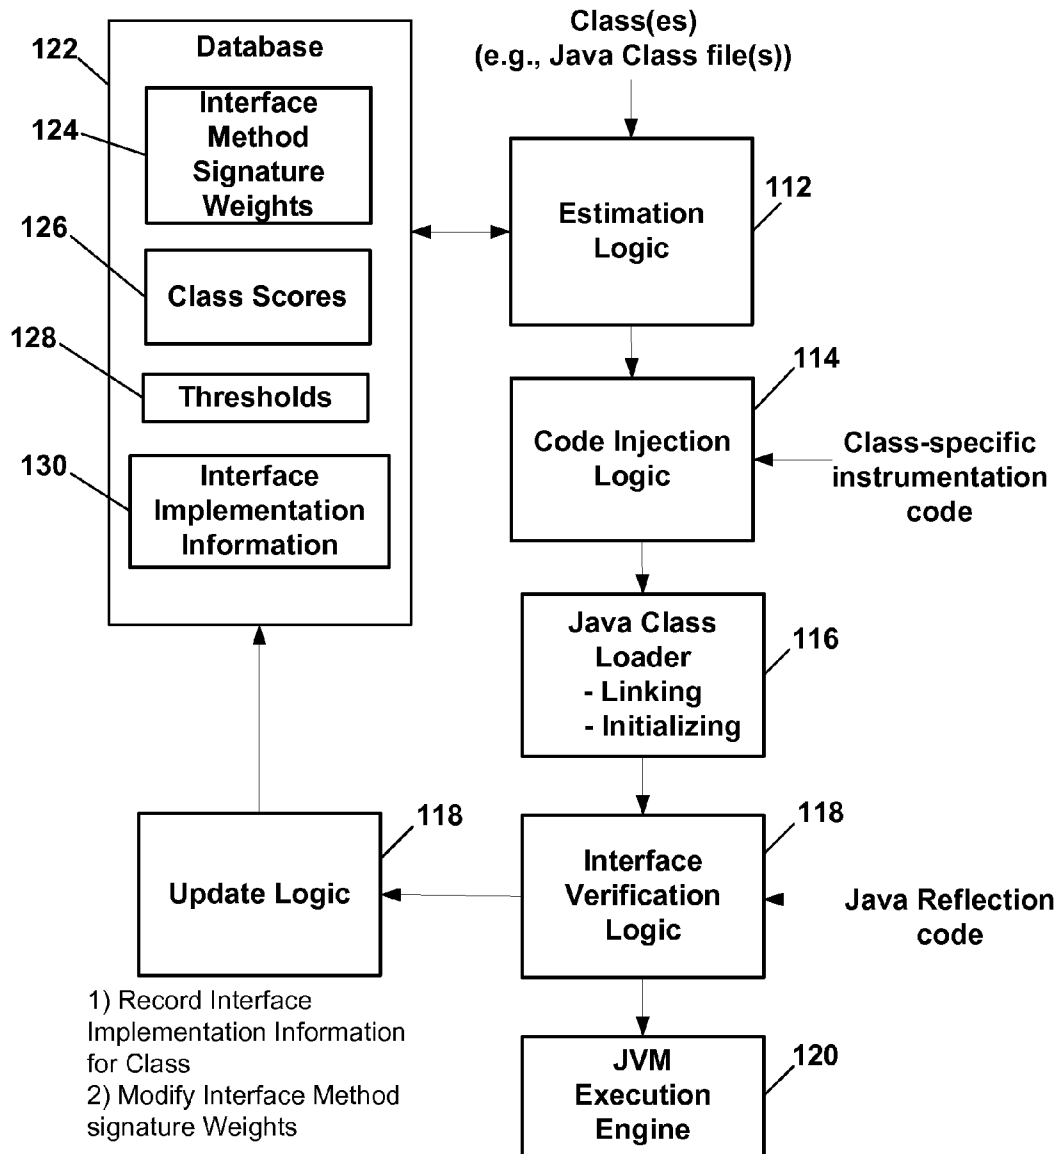 Class(es)
(e.g., Java Class file(s))
122
Database
124
Interface
Method
Signature
Weights
126
Class Scores
128
Thresholds
130
Interface
Implementation
Information
112
Estimation
Logic
114
Code Injection
Logic
Class-specific
instrumentation
code
116
Java Class
Loader
- Linking
- Initializing
118
Update Logic
118
Interface
Verification
Logic
Java Reflection
code
1) Record Interface
Implementation Information
for Class
2) Modify Interface Method
signature Weights
120
JVM
Execution
Engine